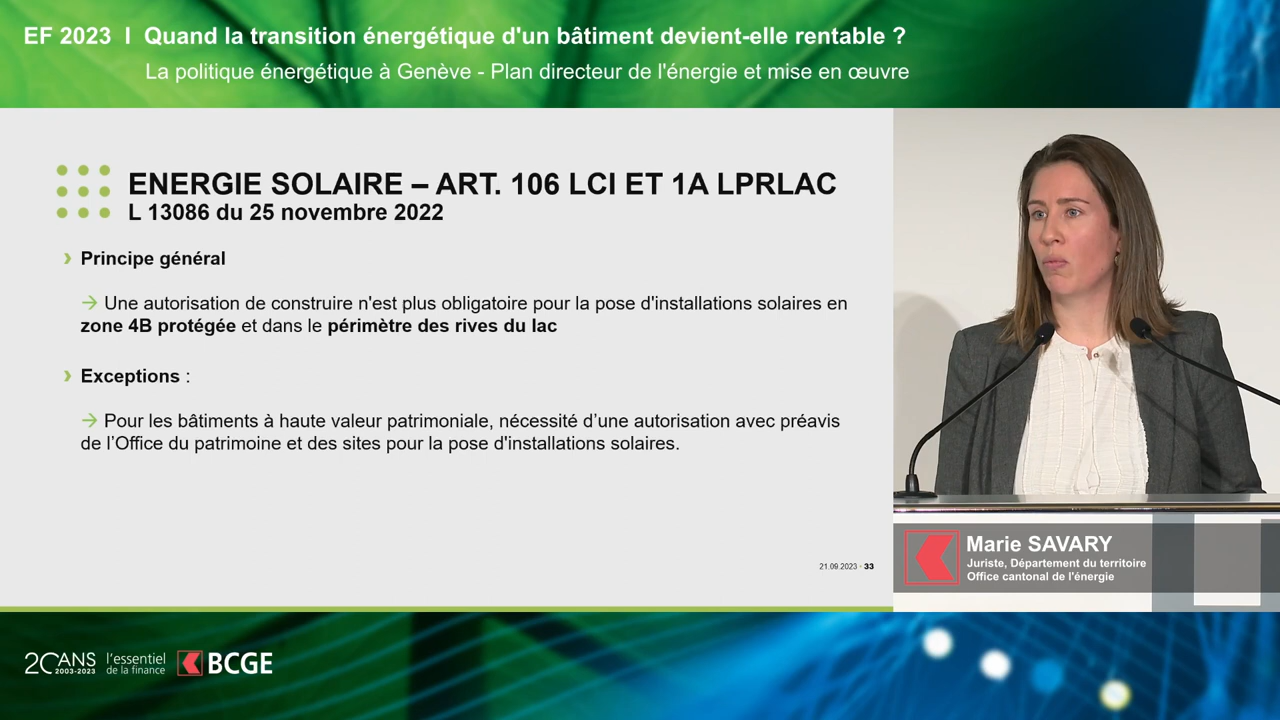 EF 2023 | Quand la transition énergétique d'un bâtiment devient-elle rentable ?
La politique énergétique à Genève - Plan directeur de l'énergie et mise en œuvre
ENERGIE SOLAIRE – ART. 106 LCI ET 1A LPRLAC
L 13086 du 25 novembre 2022
› Principe général
→ Une autorisation de construire n'est plus obligatoire pour la pose d'installations solaires en
zone 4B protégée et dans le périmètre des rives du lac
› Exceptions :
→ Pour les bâtiments à haute valeur patrimoniale, nécessité d’une autorisation avec préavis
de l’Office du patrimoine et des sites pour la pose d'installations solaires.
21.09.2023 · 33
Marie SAVARY
Juriste, Département du territoire
Office cantonal de l'énergie
20 ANS
2003-2023
l'essentiel
de la finance
BCGE